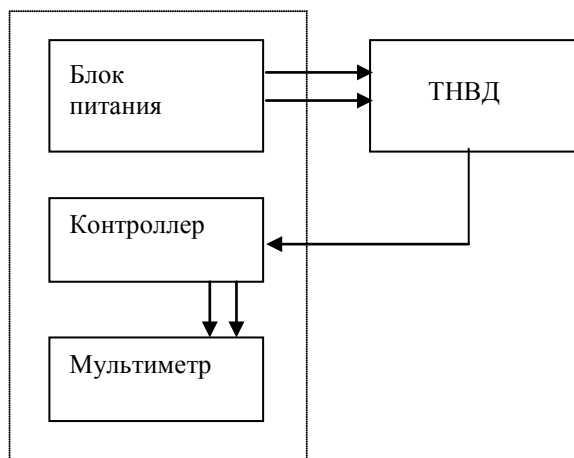 Блок
питания
ТНВД
Контроллер
Мультиметр